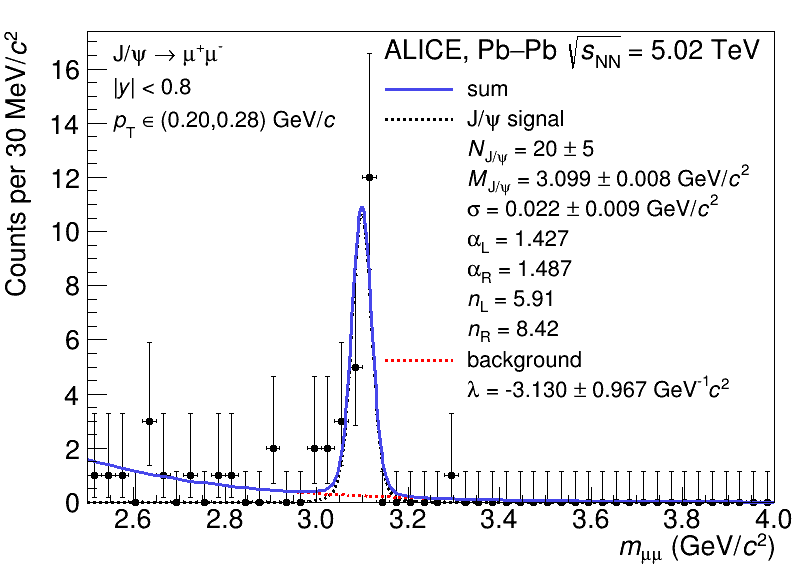 J/ψ → μ⁺μ⁻
|y| < 0.8
p_T ∈ (0.20,0.28) GeV/c
ALICE, Pb–Pb √s_NN = 5.02 TeV
sum
J/ψ signal
N_J/ψ = 20 ± 5
M_J/ψ = 3.099 ± 0.008 GeV/c²
σ = 0.022 ± 0.009 GeV/c²
α_L = 1.427
α_R = 1.487
n_L = 5.91
n_R = 8.42
background
λ = -3.130 ± 0.967 GeV⁻¹c²
Counts per 30 MeV/c²
16
14
12
10
8
6
4
2
0
2.6 2.8 3.0 3.2 3.4 3.6 3.8 4.0
m_μμ (GeV/c²)